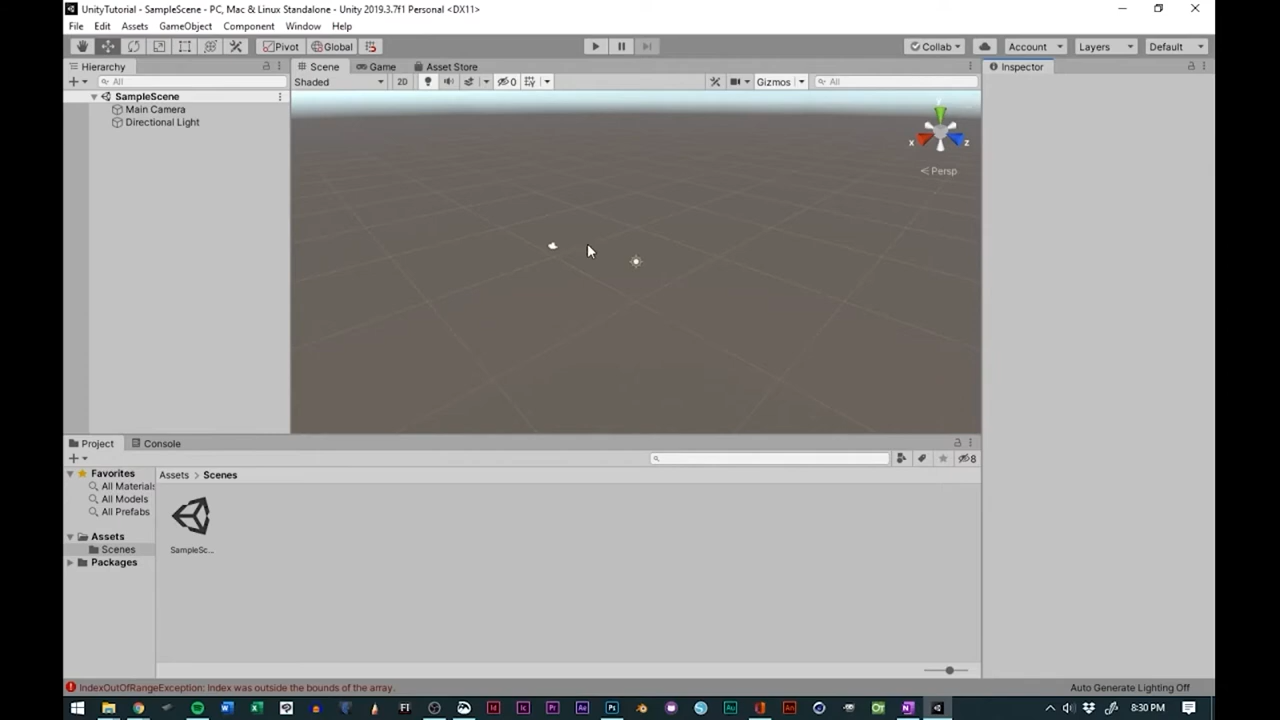 UnityTutorial - SampleScene - PC, Mac & Linux Standalone - Unity 2019.3.7f1 Personal <DX11>
File Edit Assets GameObject Component Window Help
Pivot Global Collab Account Layers Default
Hierarchy Scene Game Asset Store Inspector
All Shaded 2D 0 Gizmos All
SampleScene
Main Camera
Directional Light
x z
Persp
Project Console
8
Favorites Assets > Scenes
All Materials
All Models
All Prefabs
Assets
Scenes SampleSc...
Packages
IndexOutOfRangeException: Index was outside the bounds of the array. Auto Generate Lighting Off
8:30 PM